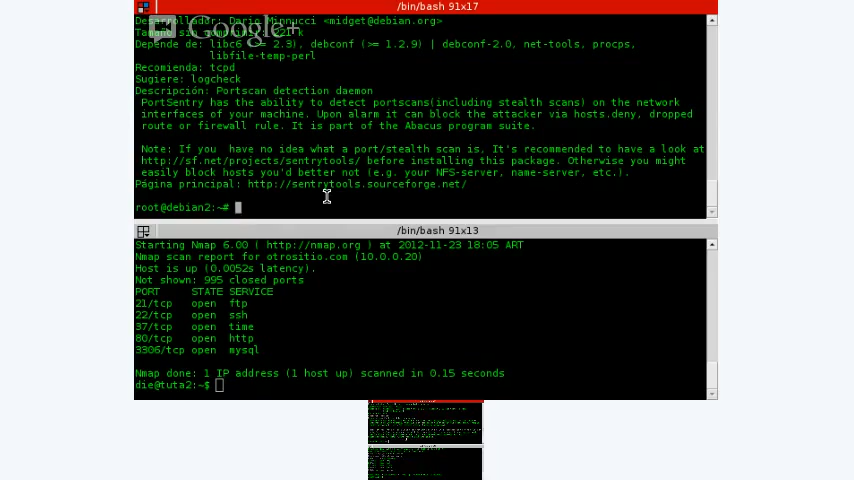 /bin/bash 91x17
Desarrollador: Dario Minnucci <midget@debian.org>
Google+
Depende de: libc6 (>= 2.3), debconf (>= 1.2.9) | debconf-2.0, net-tools, procps,
libfile-temp-perl
Recomienda: tcpd
Sugiere: logcheck
Descripción: Portscan detection daemon
PortSentry has the ability to detect portscans(including stealth scans) on the network
interfaces of your machine. Upon alarm it can block the attacker via hosts.deny, dropped
route or firewall rule. It is part of the Abacus program suite.
Note: If you have no idea what a port/stealth scan is, It's recommended to have a look at
http://sf.net/projects/sentrytools/ before installing this package. Otherwise you might
easily block hosts you'd better not (e.g. your NFS-server, name-server, etc.).
Página principal: http://sentrytools.sourceforge.net/
root@debian2:~#
/bin/bash 91x13
Starting Nmap 6.00 ( http://nmap.org ) at 2012-11-23 18:05 ART
Nmap scan report for otrositio.com (10.0.0.20)
Host is up (0.0052s latency).
Not shown: 995 closed ports
PORT STATE SERVICE
21/tcp open ftp
22/tcp open ssh
37/tcp open time
80/tcp open http
3306/tcp open mysql
Nmap done: 1 IP address (1 host up) scanned in 0.15 seconds
die@tuta2:~$